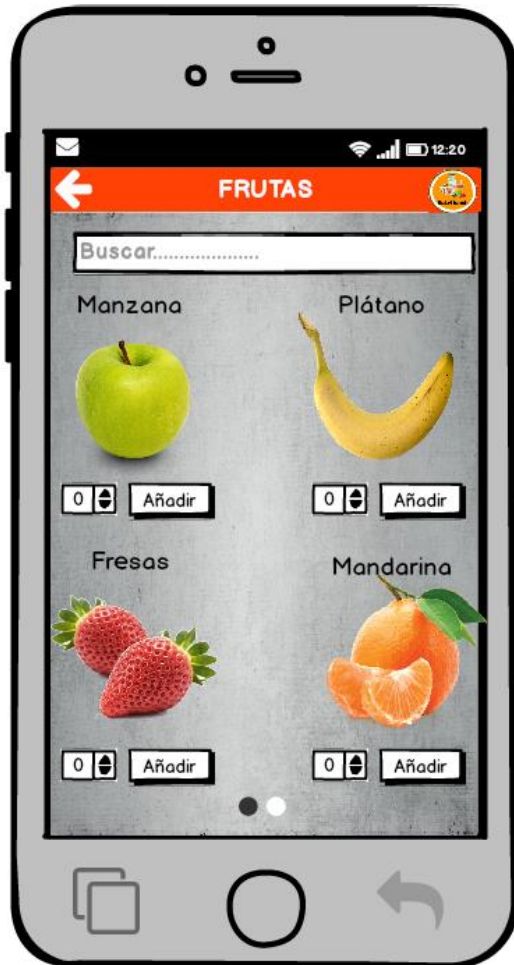 12:20
FRUTAS
Buscar....................
Manzana
Plátano
0
Añadir
0
Añadir
Fresas
Mandarina
0
Añadir
0
Añadir